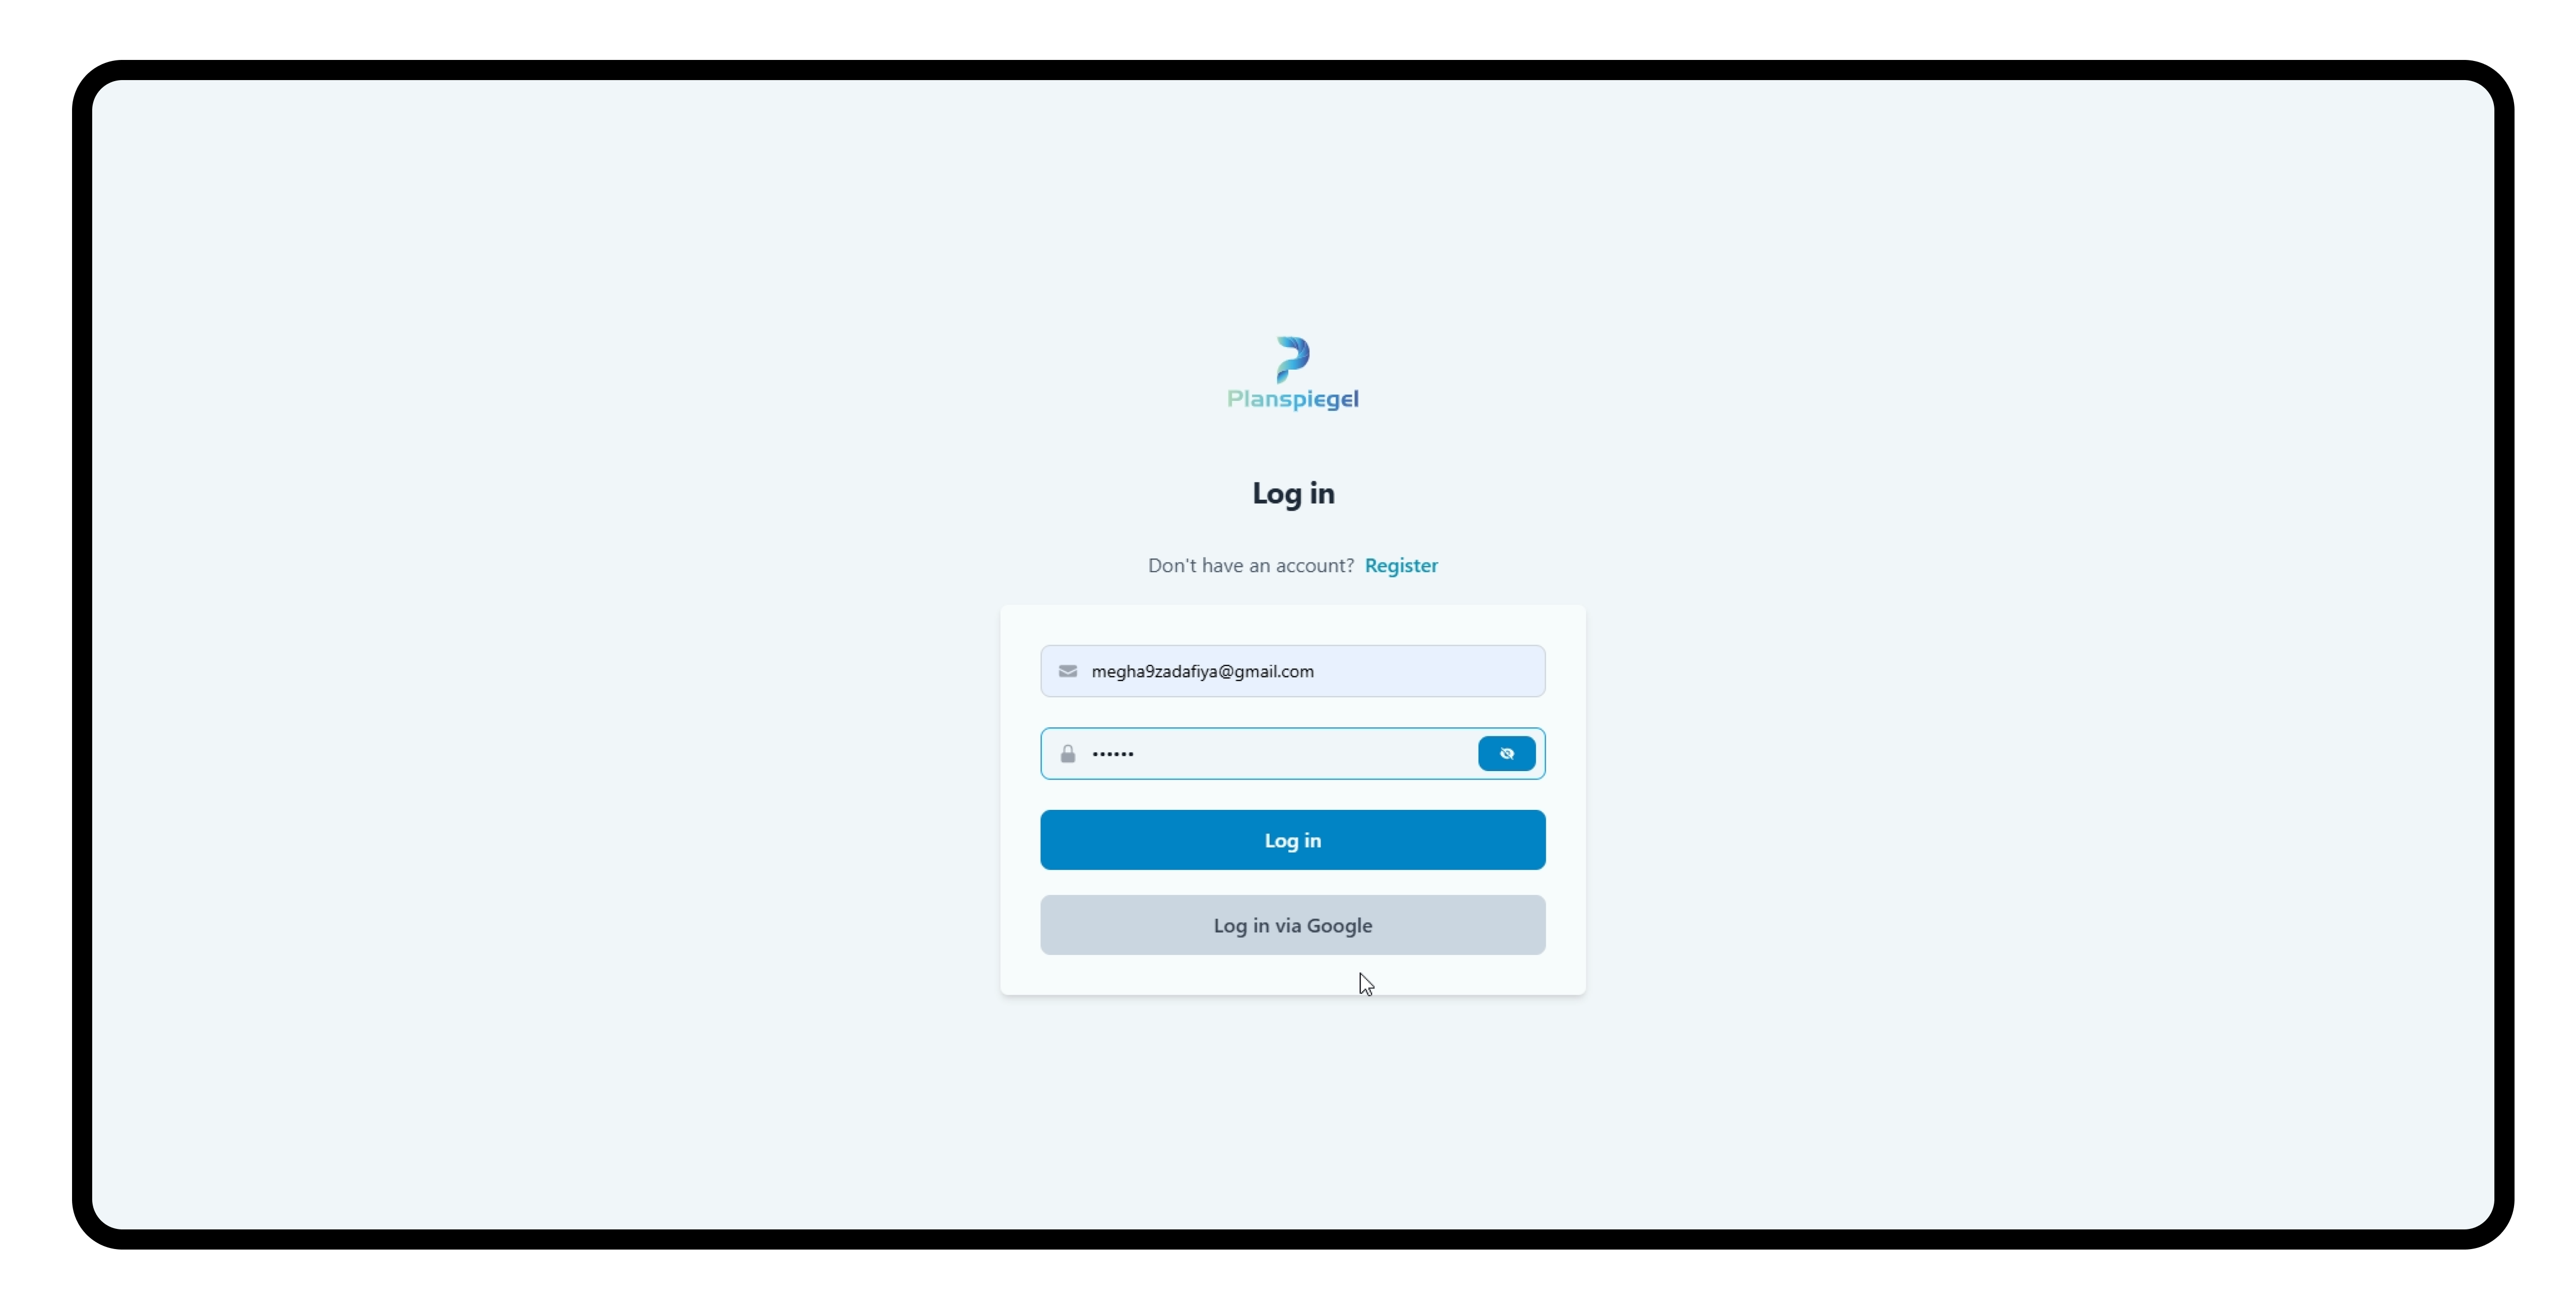 Planspiegel
Log in
Don't have an account? Register
megha9zadafiya@gmail.com
••••••
Log in
Log in via Google